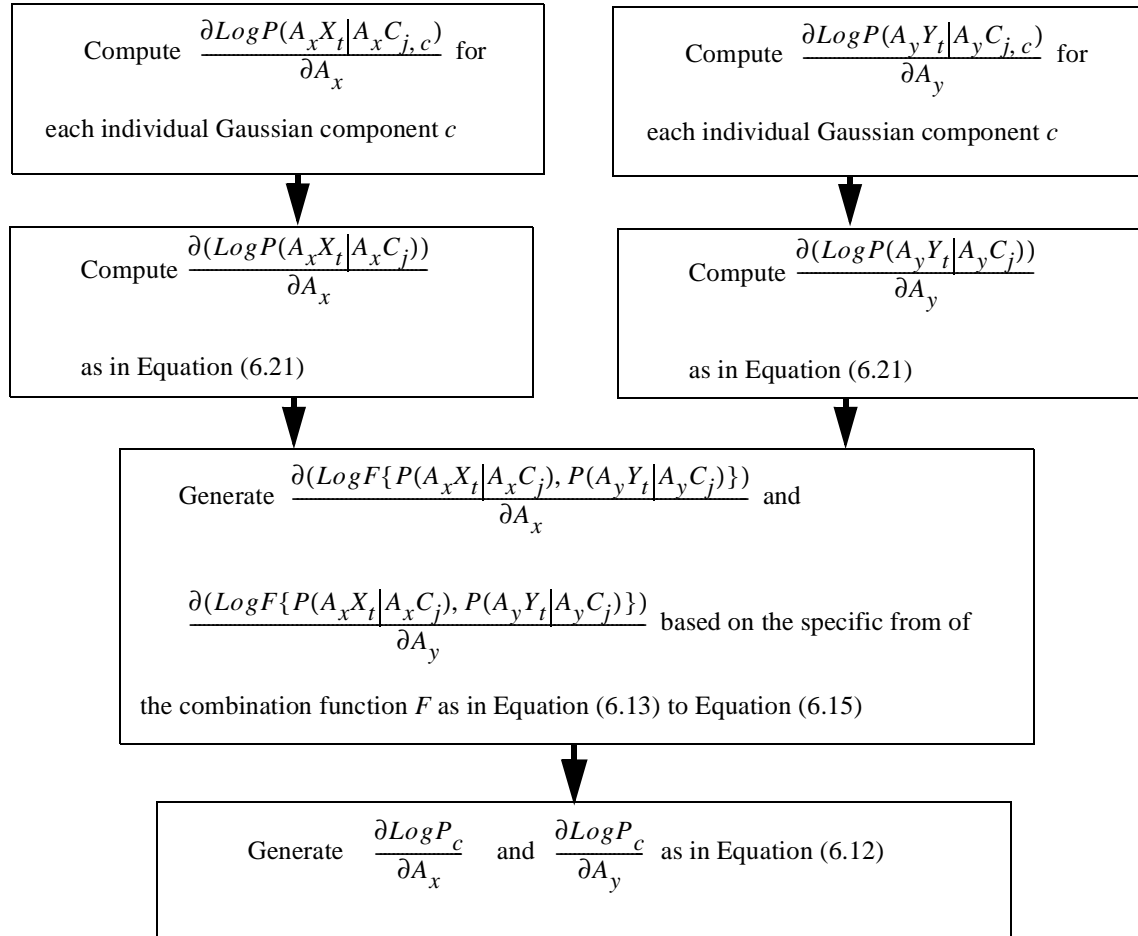 Compute ∂LogP(A_xX_t|A_xC_{j, c}) / ∂A_x for
each individual Gaussian component c
Compute ∂LogP(A_yY_t|A_yC_{j, c}) / ∂A_y for
each individual Gaussian component c
Compute ∂(LogP(A_xX_t|A_xC_j)) / ∂A_x
as in Equation (6.21)
Compute ∂(LogP(A_yY_t|A_yC_j)) / ∂A_y
as in Equation (6.21)
Generate ∂(LogF{P(A_xX_t|A_xC_j), P(A_yY_t|A_yC_j)}) / ∂A_x and
∂(LogF{P(A_xX_t|A_xC_j), P(A_yY_t|A_yC_j)}) / ∂A_y based on the specific from of
the combination function F as in Equation (6.13) to Equation (6.15)
Generate ∂LogP_c / ∂A_x and ∂LogP_c / ∂A_y as in Equation (6.12)